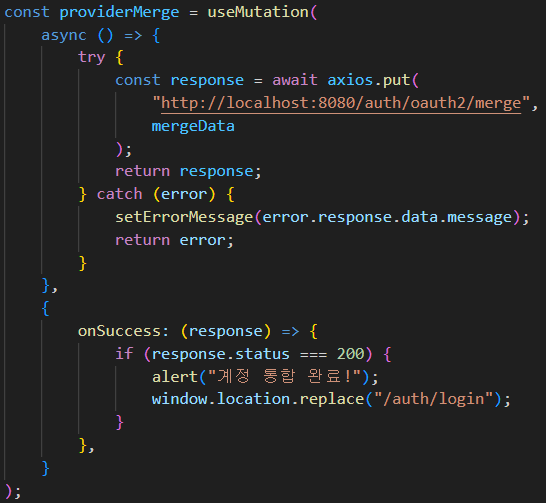 const providerMerge = useMutation(
    async () => {
        try {
            const response = await axios.put(
                "http://localhost:8080/auth/oauth2/merge",
                mergeData
            );
            return response;
        } catch (error) {
            setErrorMessage(error.response.data.message);
            return error;
        }
    },
    {
        onSuccess: (response) => {
            if (response.status === 200) {
                alert("계정 통합 완료!");
                window.location.replace("/auth/login");
            }
        },
    }
);